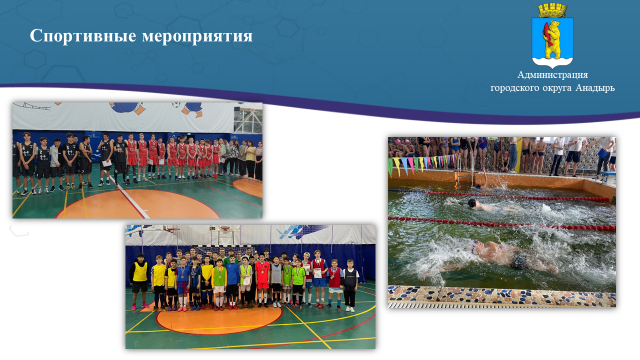 Спортивные мероприятия
Администрация
городского округа Анадырь